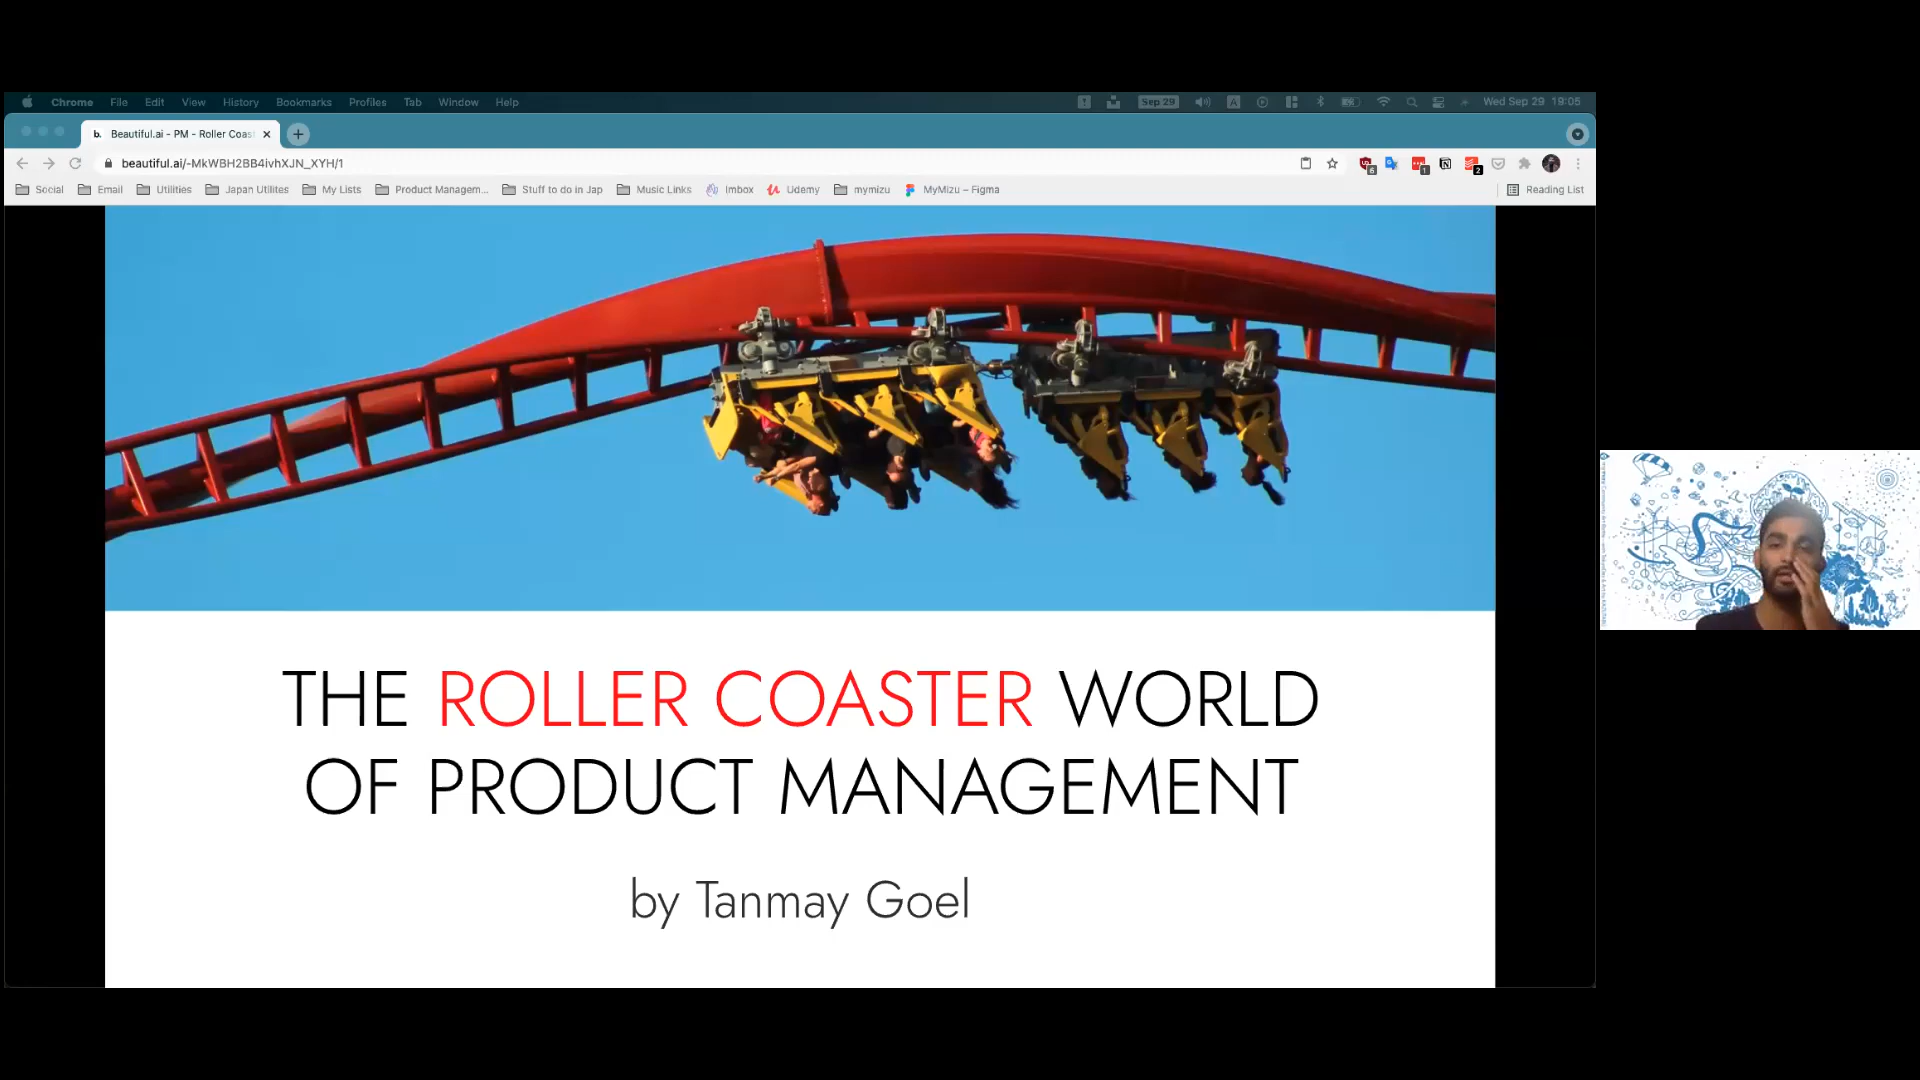 Chrome File Edit View History Bookmarks Profiles Tab Window Help Sep 29 A Wed Sep 29 19:05
b. Beautiful.ai - PM - Roller Coas
beautiful.ai/-MkWBH2BB4ivhXJN_XYH/1 6 1 2
Social Email Utilities Japan Utilites My Lists Product Managem... Stuff to do in Jap Music Links Imbox Udemy mymizu MyMizu – Figma Reading List
THE ROLLER COASTER WORLD
OF PRODUCT MANAGEMENT
by Tanmay Goel